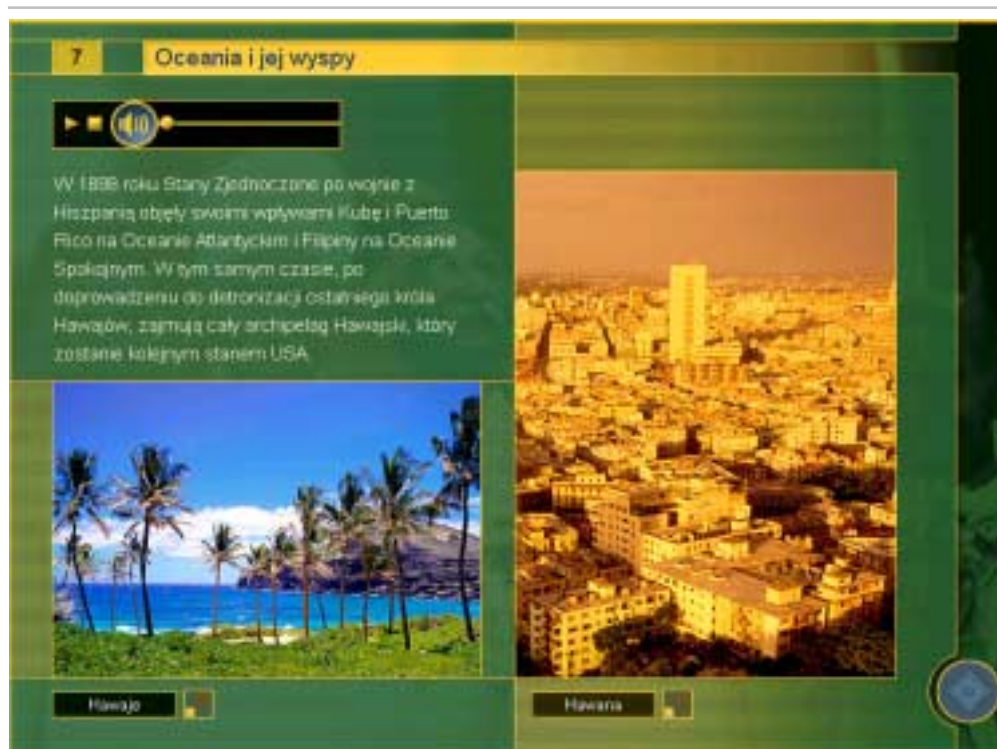 7 Oceania i jej wyspy
W 1898 roku Stany Zjednoczone po wojnie z
Hiszpanią objęły swoimi wpływami Kubę i Puerto
Rico na Oceanie Atlantyckim i Filipiny na Oceanie
Spokojnym. W tym samym czasie, po
doprowadzeniu do detronizacji ostatniego króla
Hawajów, zajmują cały archipelag Hawajski, który
zostanie kolejnym stanem USA.
Hawaje
Hawana